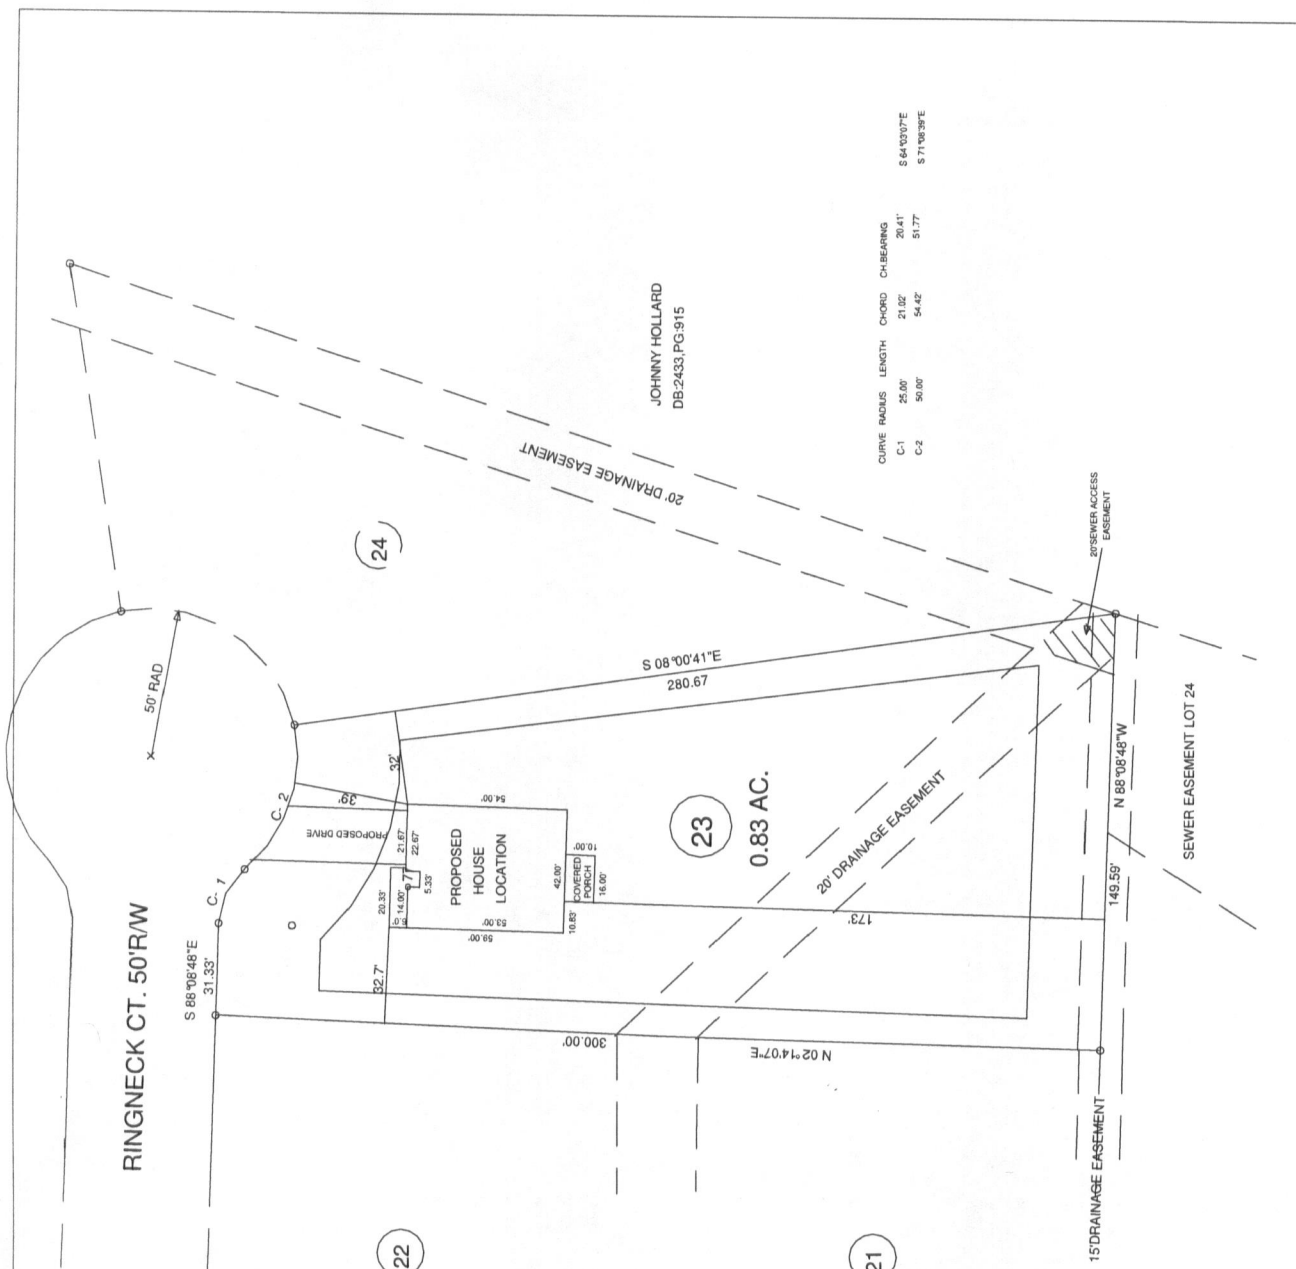 RINGNECK CT. 50'R/W
50' RAD
S 88°08'48"E
31.33'
C- 1
C- 2
39'
32'
PROPOSED DRIVE
24
20' DRAINAGE EASEMENT
JOHNNY HOLLARD
DB:2433,PG:915
CURVE RADIUS LENGTH CHORD CH.BEARING
C-1 25.00' 21.02' 20.41' S 64°03'07"E
C-2 50.00' 54.42' 51.77' S 71°08'39"E
S 08°00'41"E
280.67
20'SEWER ACCESS
EASEMENT
PROPOSED
HOUSE
LOCATION
54.00'
21.67'
22.67'
7'
5.33'
20.33'
14.00'
6.0'
53.00'
59.00'
42.00'
10.83'
COVERED
PORCH
10.00'
16.00'
32.7'
23
0.83 AC.
20' DRAINAGE EASEMENT
173'
300.00'
N 02°14'07"E
N 88°08'48"W
149.59'
SEWER EASEMENT LOT 24
15'DRAINAGE EASEMENT
22
21